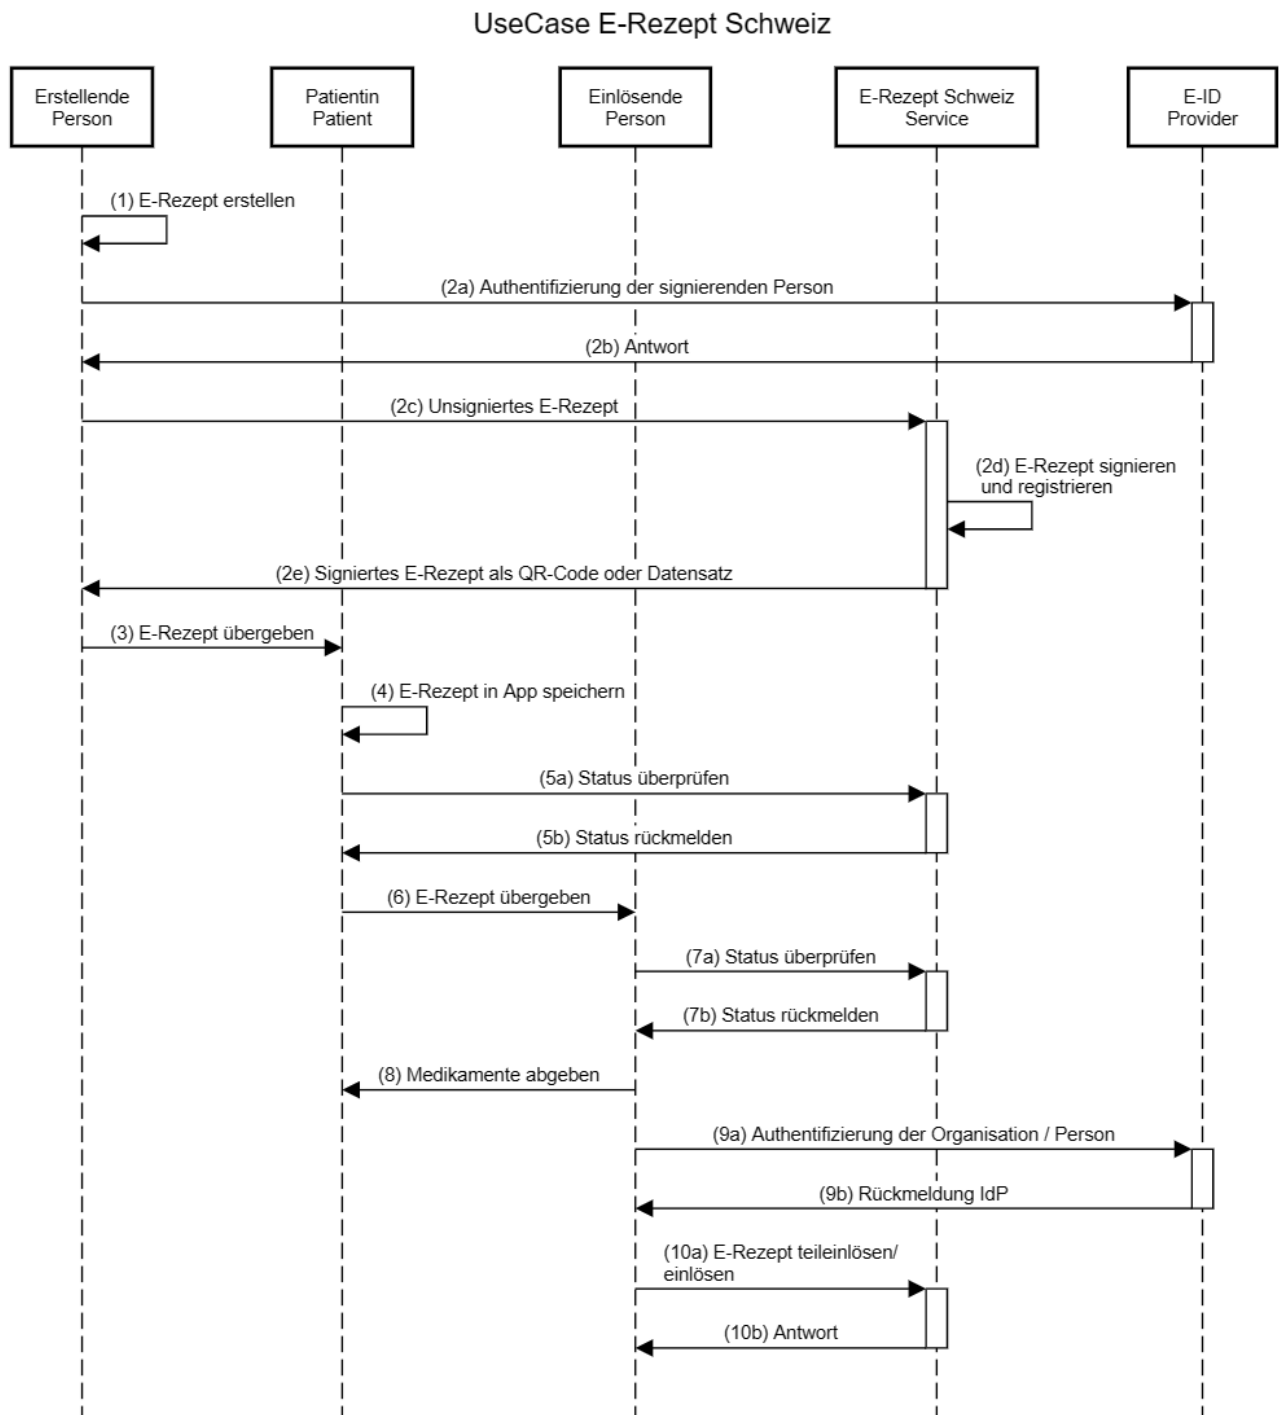 UseCase E-Rezept Schweiz
Erstellende
Person
Patientin
Patient
Einlösende
Person
E-Rezept Schweiz
Service
E-ID
Provider
(1) E-Rezept erstellen
(2a) Authentifizierung der signierenden Person
(2b) Antwort
(2c) Unsigniertes E-Rezept
(2d) E-Rezept signieren
und registrieren
(2e) Signiertes E-Rezept als QR-Code oder Datensatz
(3) E-Rezept übergeben
(4) E-Rezept in App speichern
(5a) Status überprüfen
(5b) Status rückmelden
(6) E-Rezept übergeben
(7a) Status überprüfen
(7b) Status rückmelden
(8) Medikamente abgeben
(9a) Authentifizierung der Organisation / Person
(9b) Rückmeldung IdP
(10a) E-Rezept teileinlösen/
einlösen
(10b) Antwort